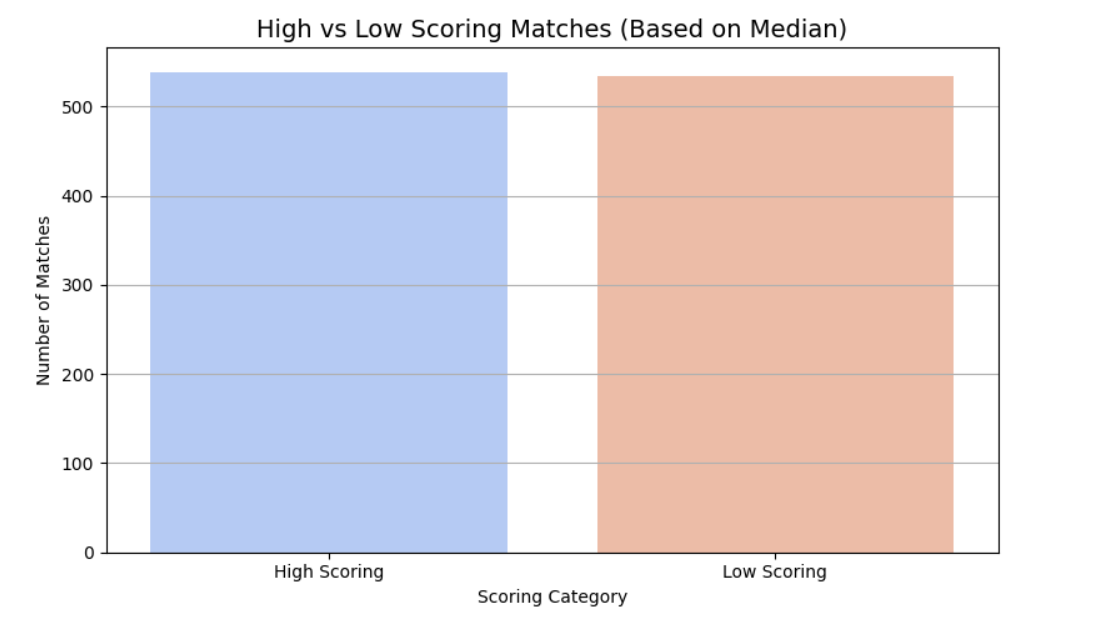 High vs Low Scoring Matches (Based on Median)
Number of Matches
500
400
300
200
100
0
High Scoring
Low Scoring
Scoring Category